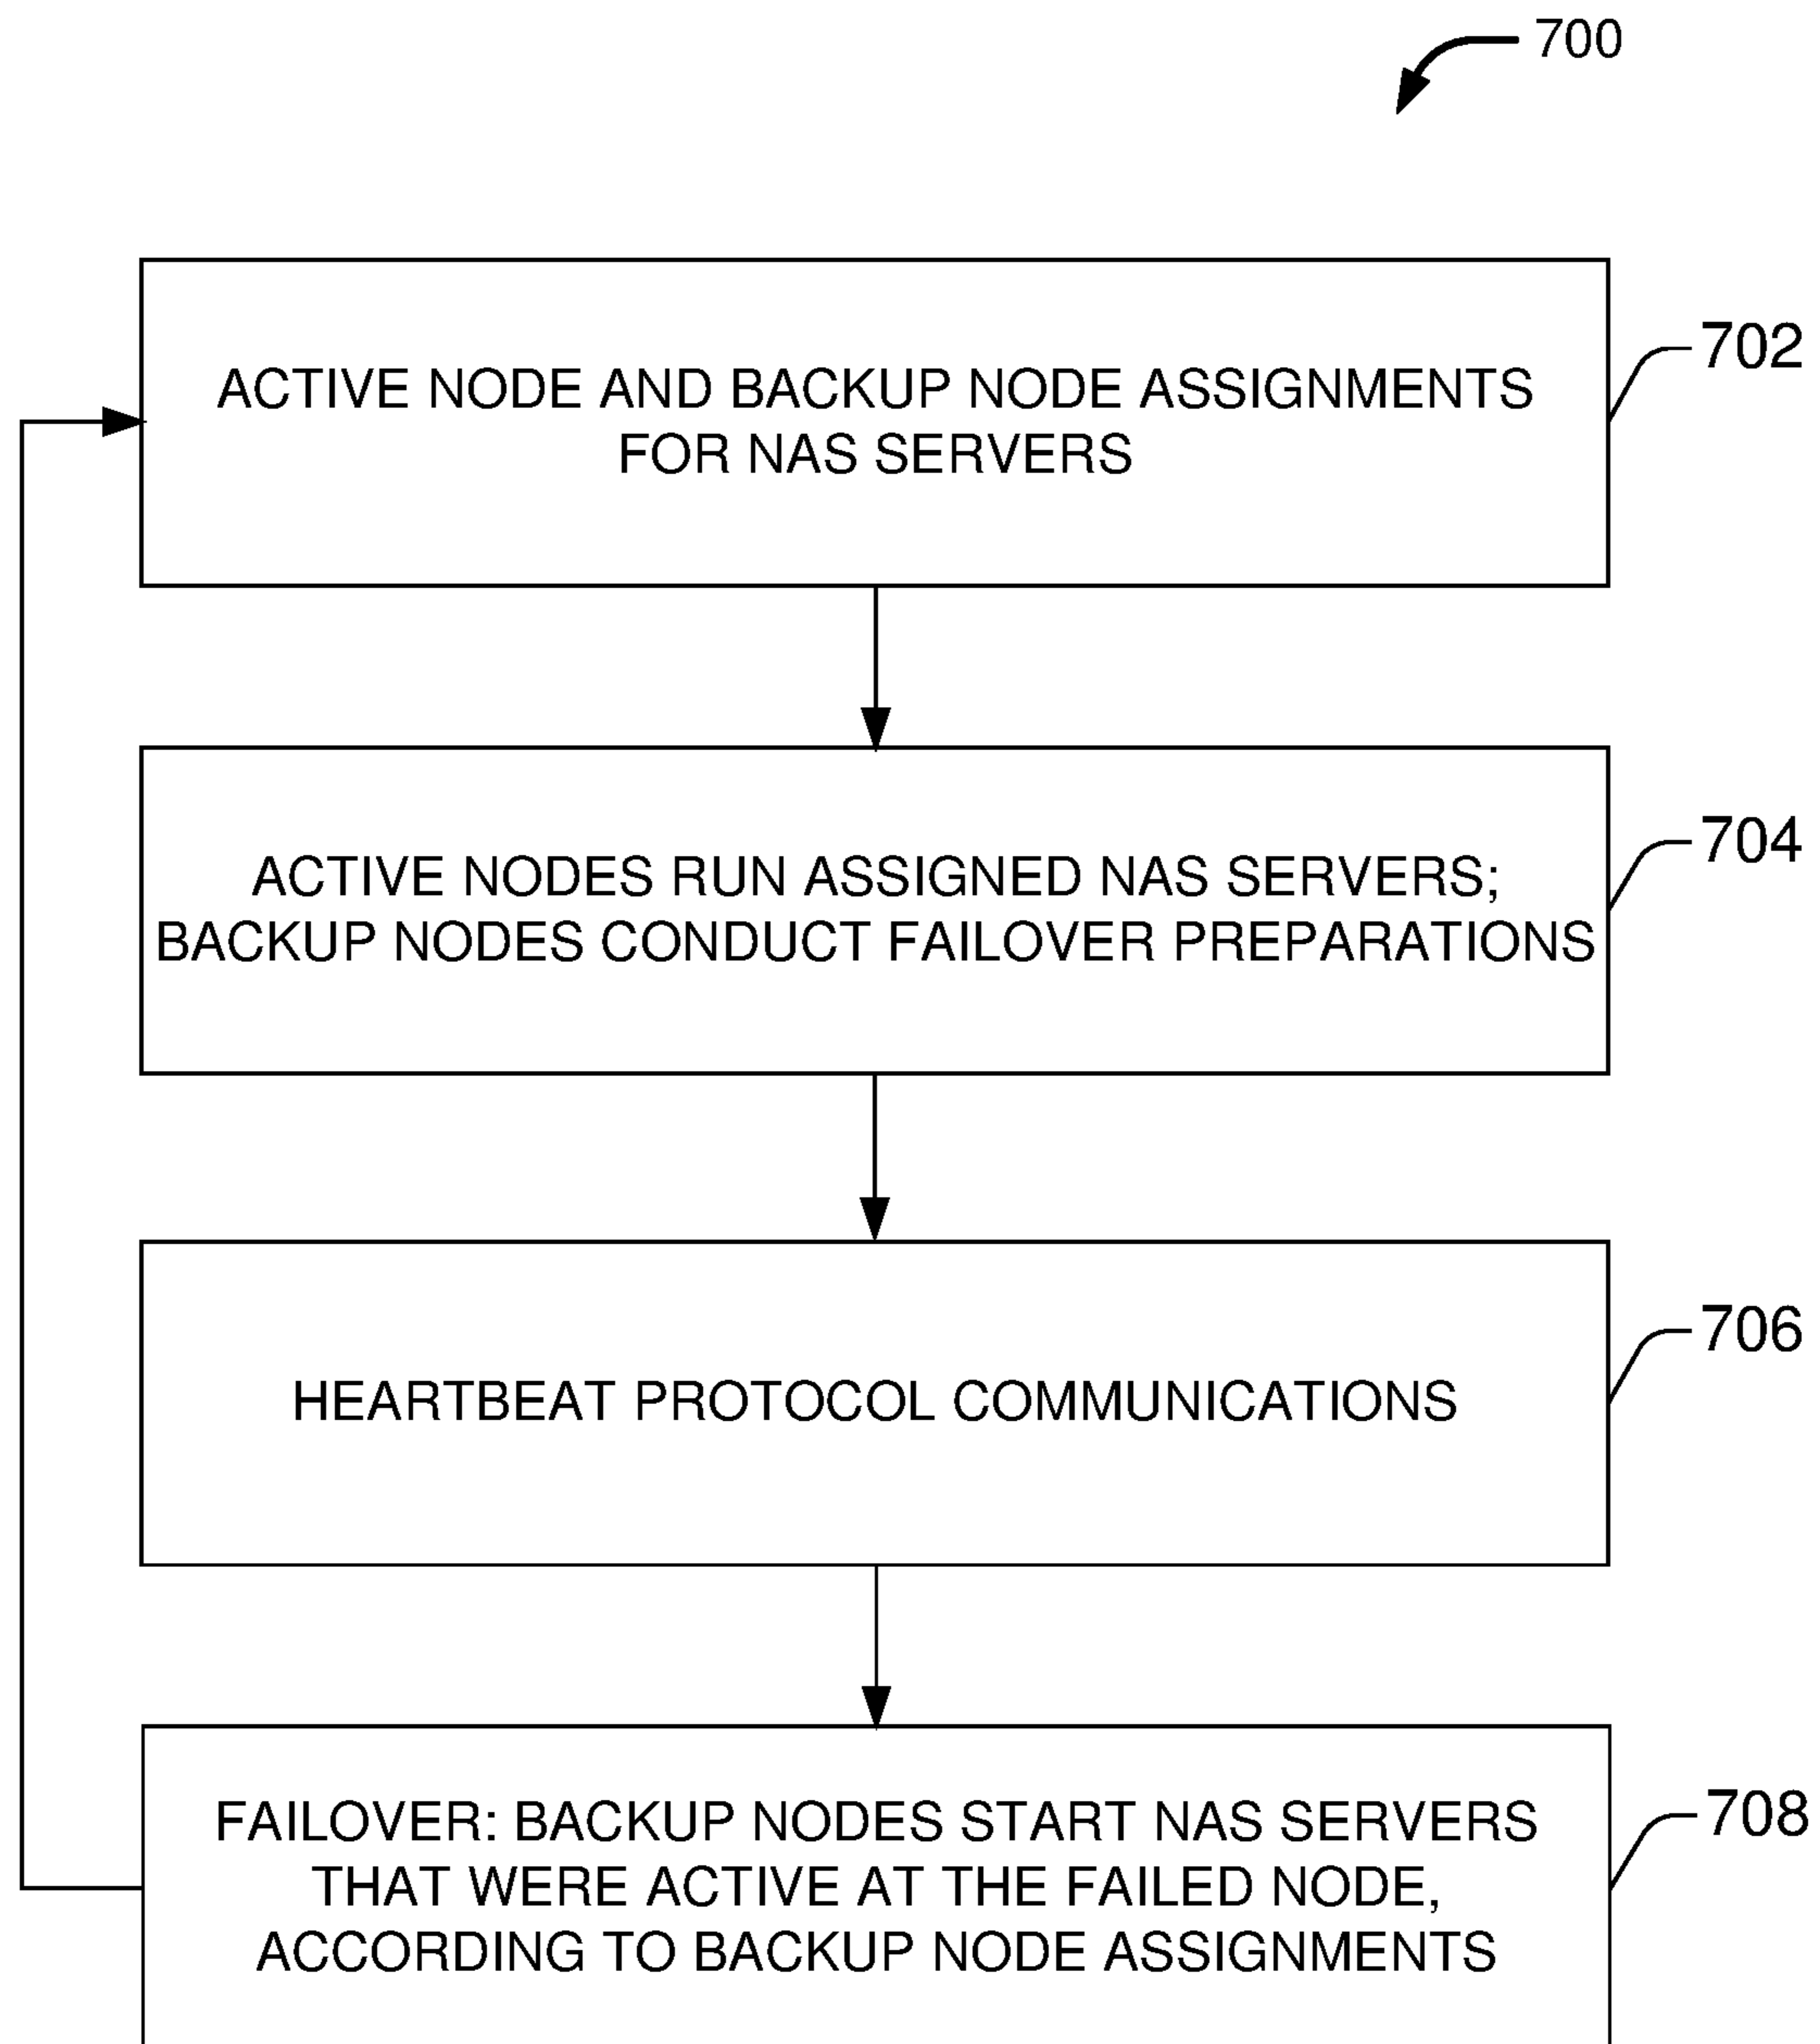 700
ACTIVE NODE AND BACKUP NODE ASSIGNMENTS
FOR NAS SERVERS
702
ACTIVE NODES RUN ASSIGNED NAS SERVERS;
BACKUP NODES CONDUCT FAILOVER PREPARATIONS
704
HEARTBEAT PROTOCOL COMMUNICATIONS
706
FAILOVER: BACKUP NODES START NAS SERVERS
THAT WERE ACTIVE AT THE FAILED NODE,
ACCORDING TO BACKUP NODE ASSIGNMENTS
708